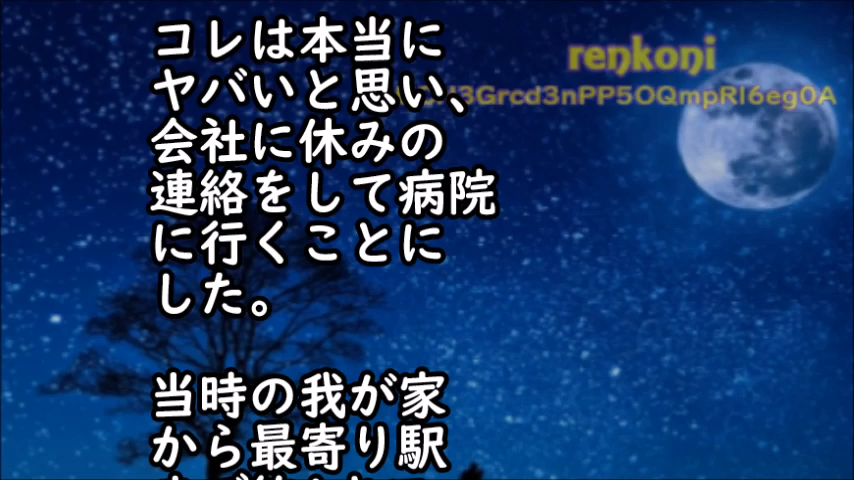 コレは本当に
ヤバいと思い、
会社に休みの
連絡をして病院
に行くことに
した。
当時の我が家
から最寄り駅
renkoni